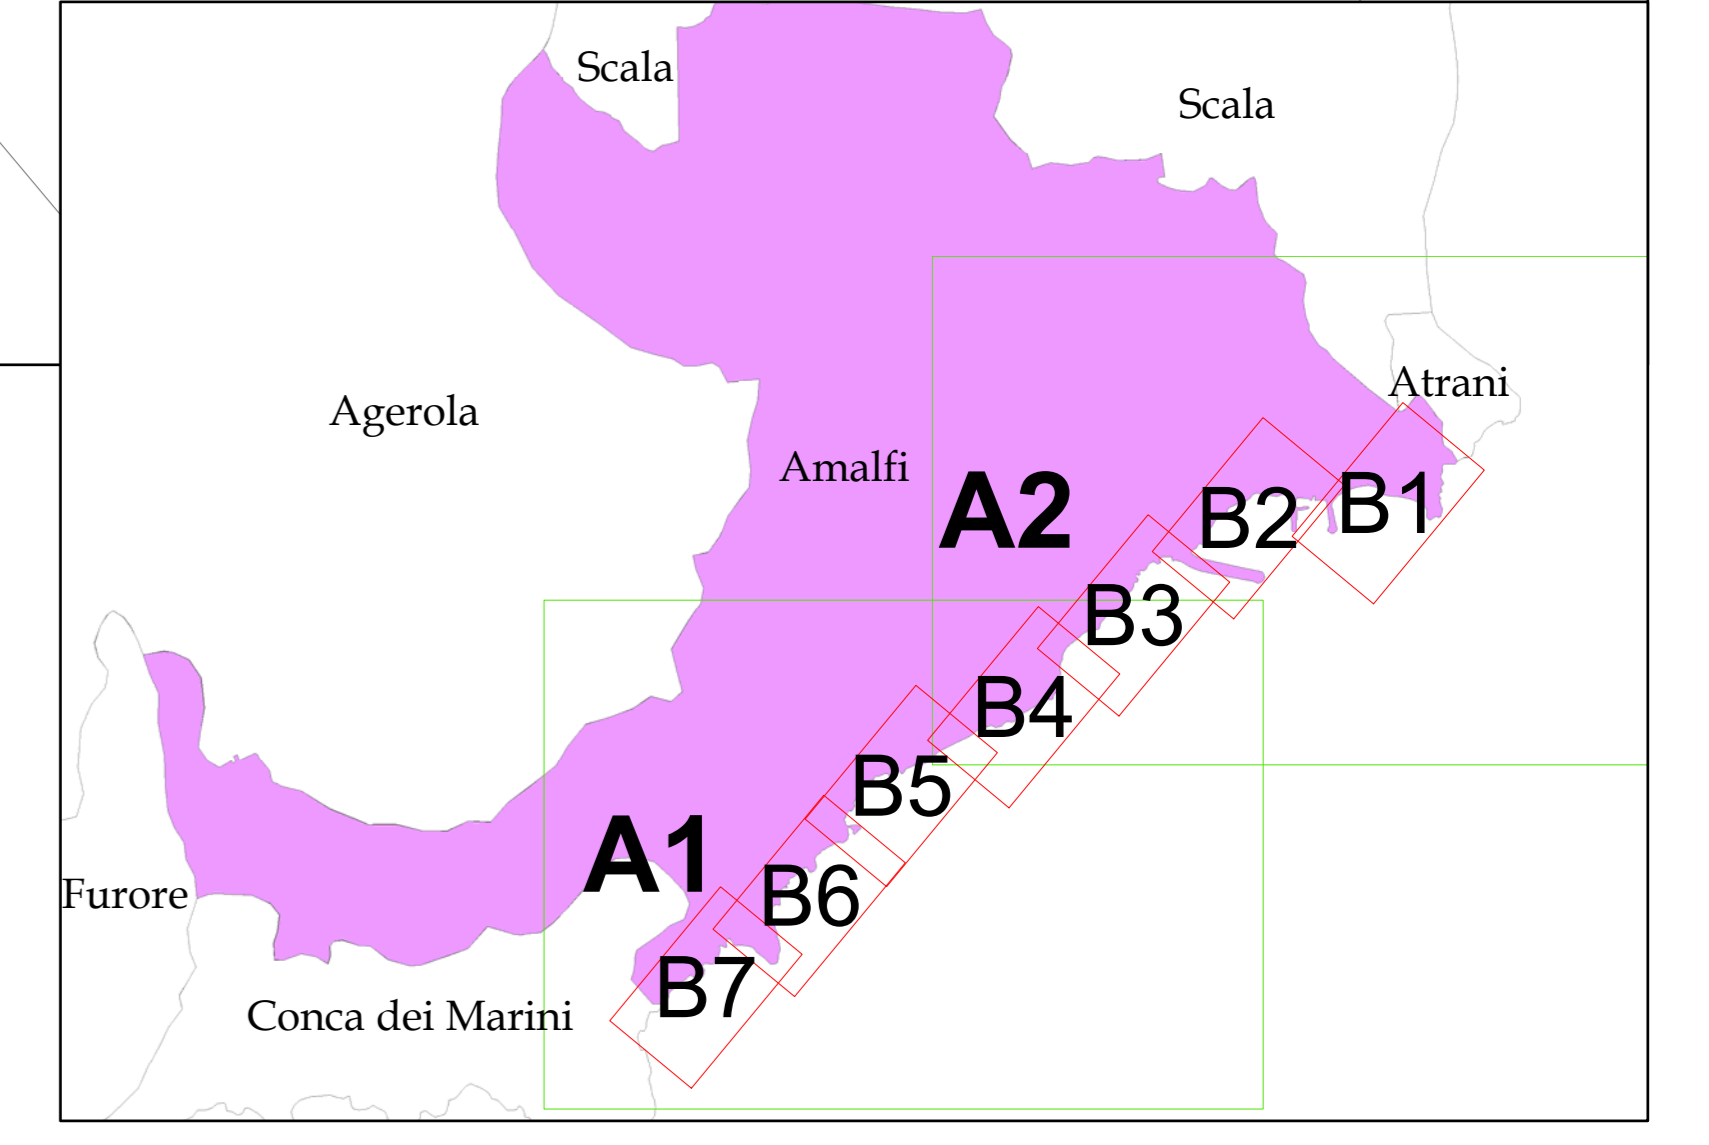 Scala
Scala
Atrani
Agerola
Amalfi
A2
B1
B2
B3
B4
B5
A1
B6
Furore
B7
Conca dei Marini